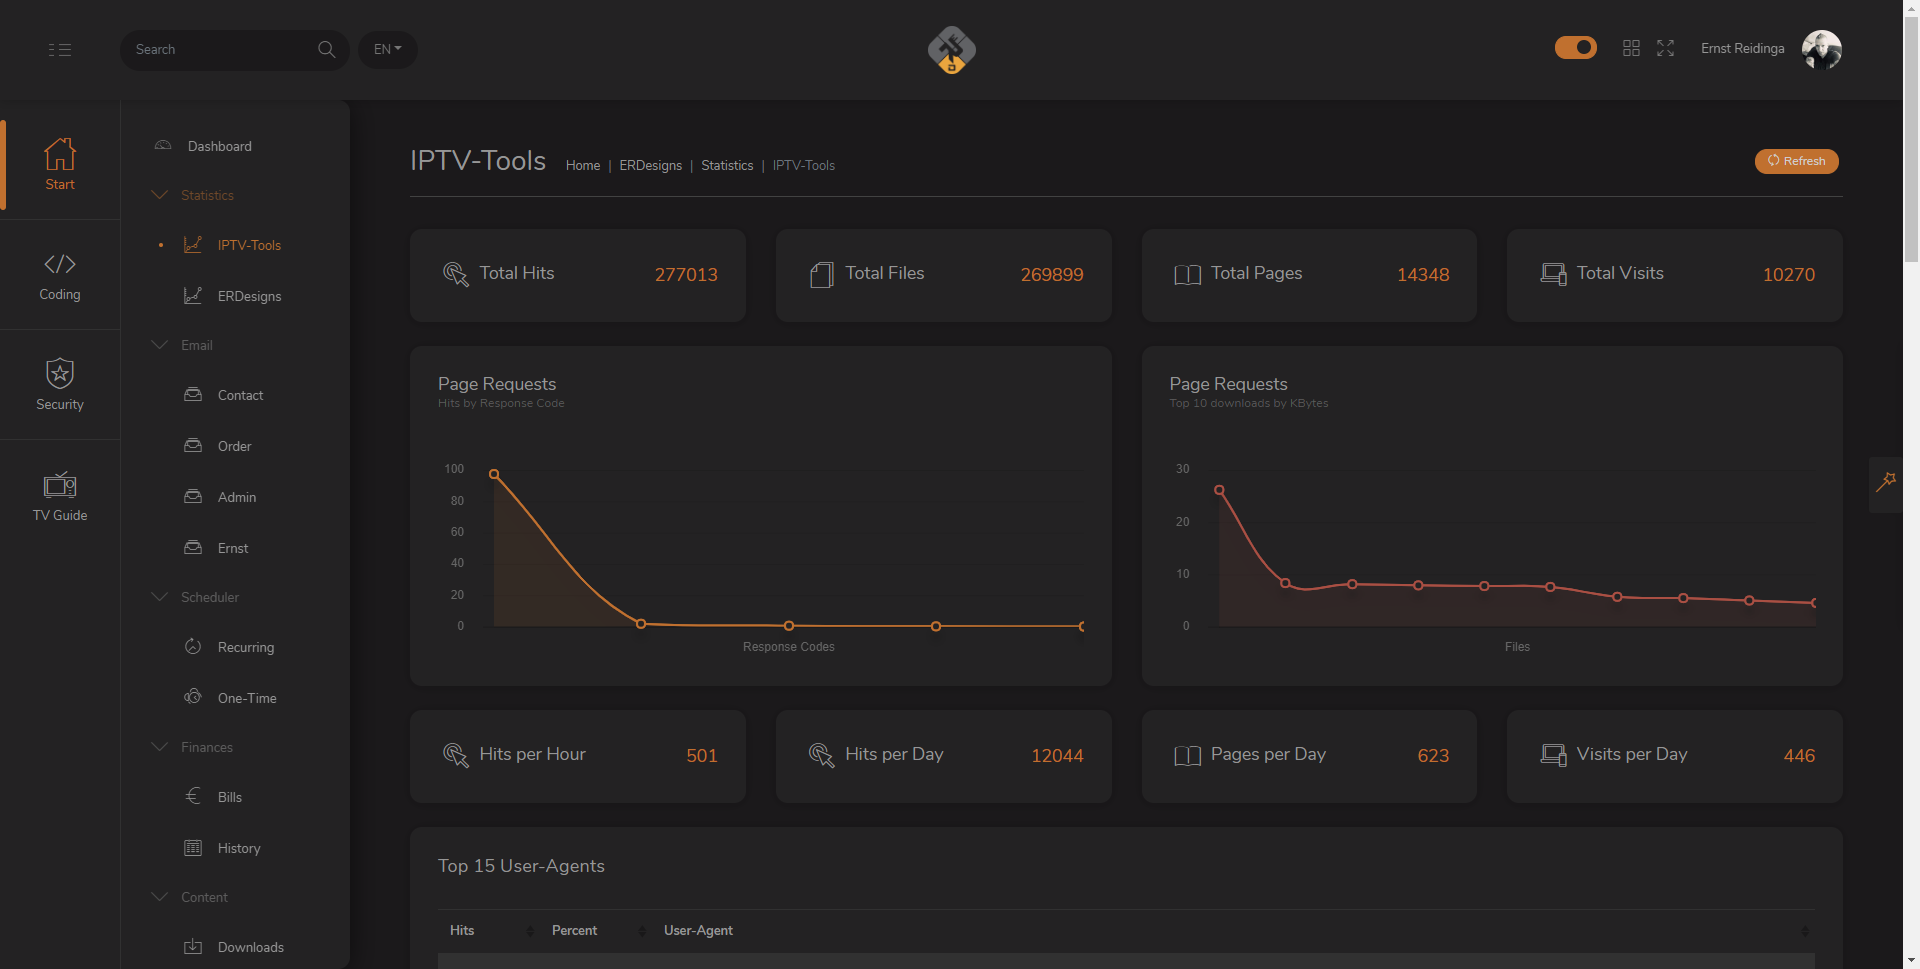 Search
EN
Ernst Reidinga
Start
Coding
Security
TV Guide
Dashboard
Statistics
IPTV-Tools
ERDesigns
Email
Contact
Order
Admin
Ernst
Scheduler
Recurring
One-Time
Finances
Bills
History
Content
Downloads
IPTV-Tools
Home | ERDesigns | Statistics | IPTV-Tools
Refresh
Total Hits 277013
Total Files 269899
Total Pages 14348
Total Visits 10270
Page Requests
Hits by Response Code
100
80
60
40
20
0
Response Codes
Page Requests
Top 10 downloads by KBytes
30
20
10
0
Files
Hits per Hour 501
Hits per Day 12044
Pages per Day 623
Visits per Day 446
Top 15 User-Agents
Hits Percent User-Agent